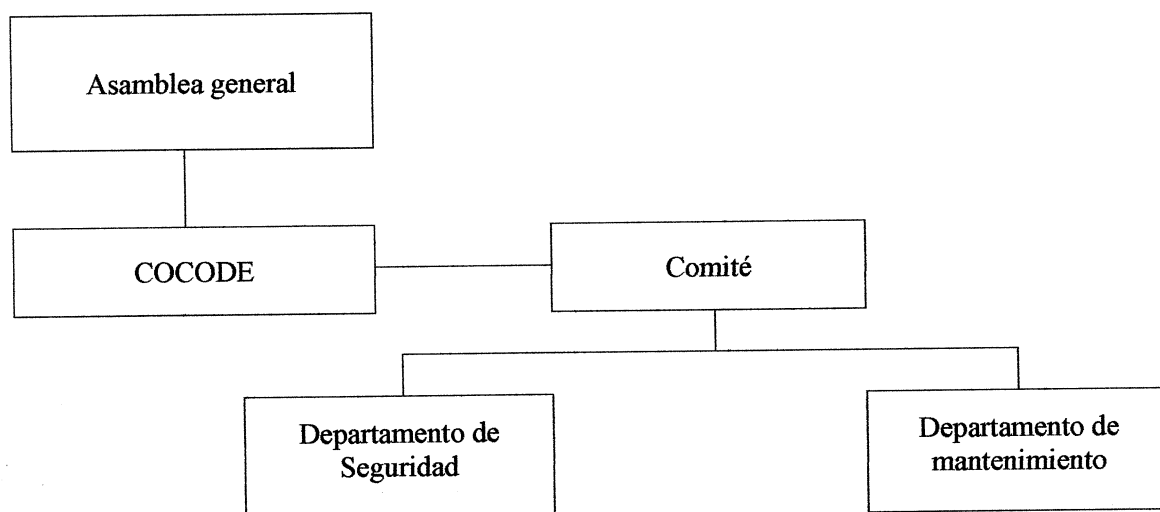 Asamblea general
COCODE
Comité
Departamento de
Seguridad
Departamento de
mantenimiento